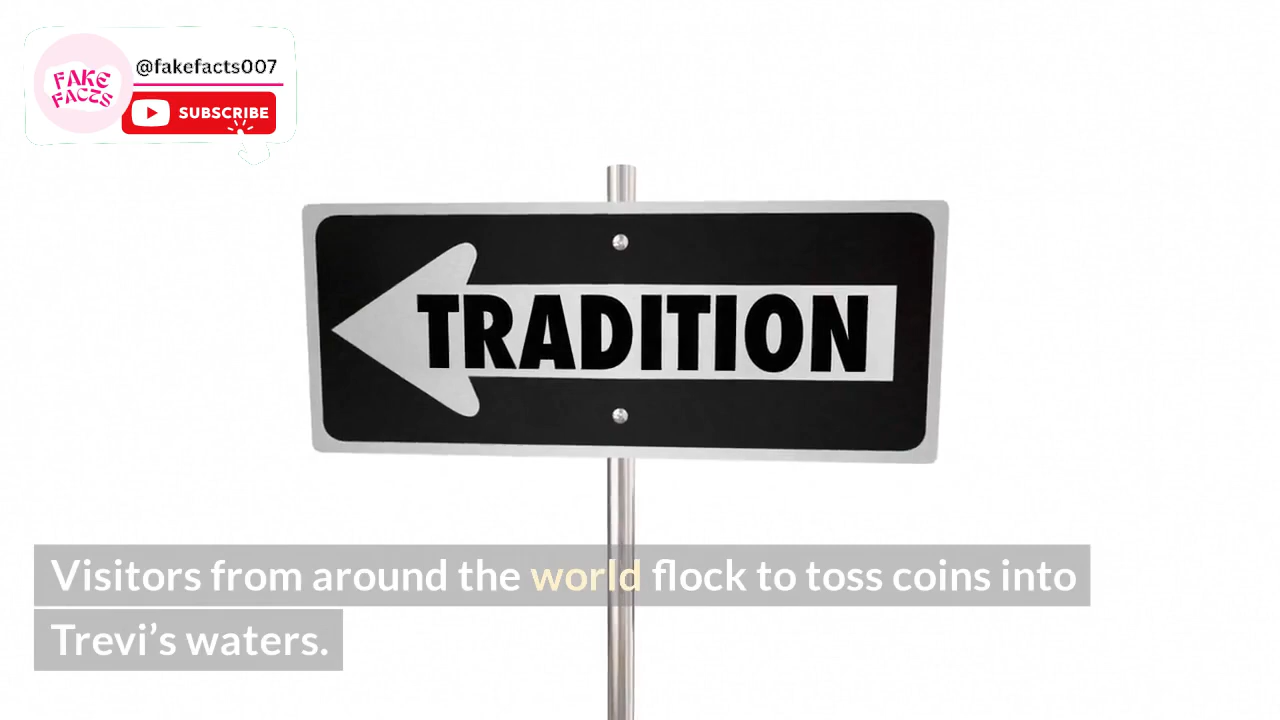 FAKE
FACTS
@fakefacts007
SUBSCRIBE
TRADITION
Visitors from around the world flock to toss coins into
Trevi’s waters.